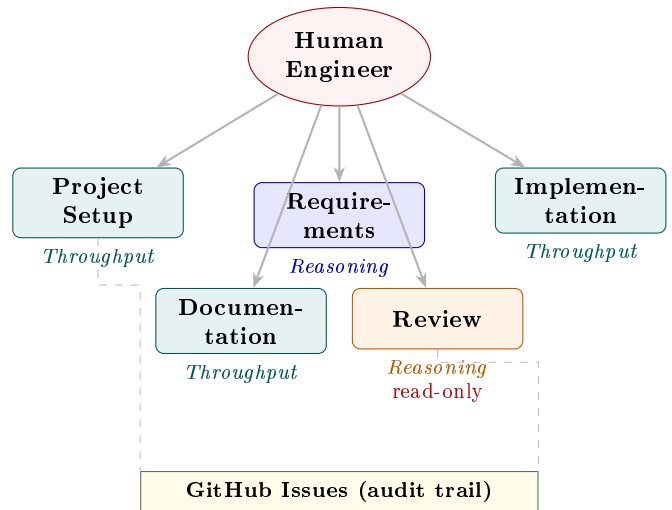 Human
Engineer
Project
Setup
Throughput
Require-
ments
Reasoning
Implemen-
tation
Throughput
Documen-
tation
Throughput
Review
Reasoning
read-only
GitHub Issues (audit trail)